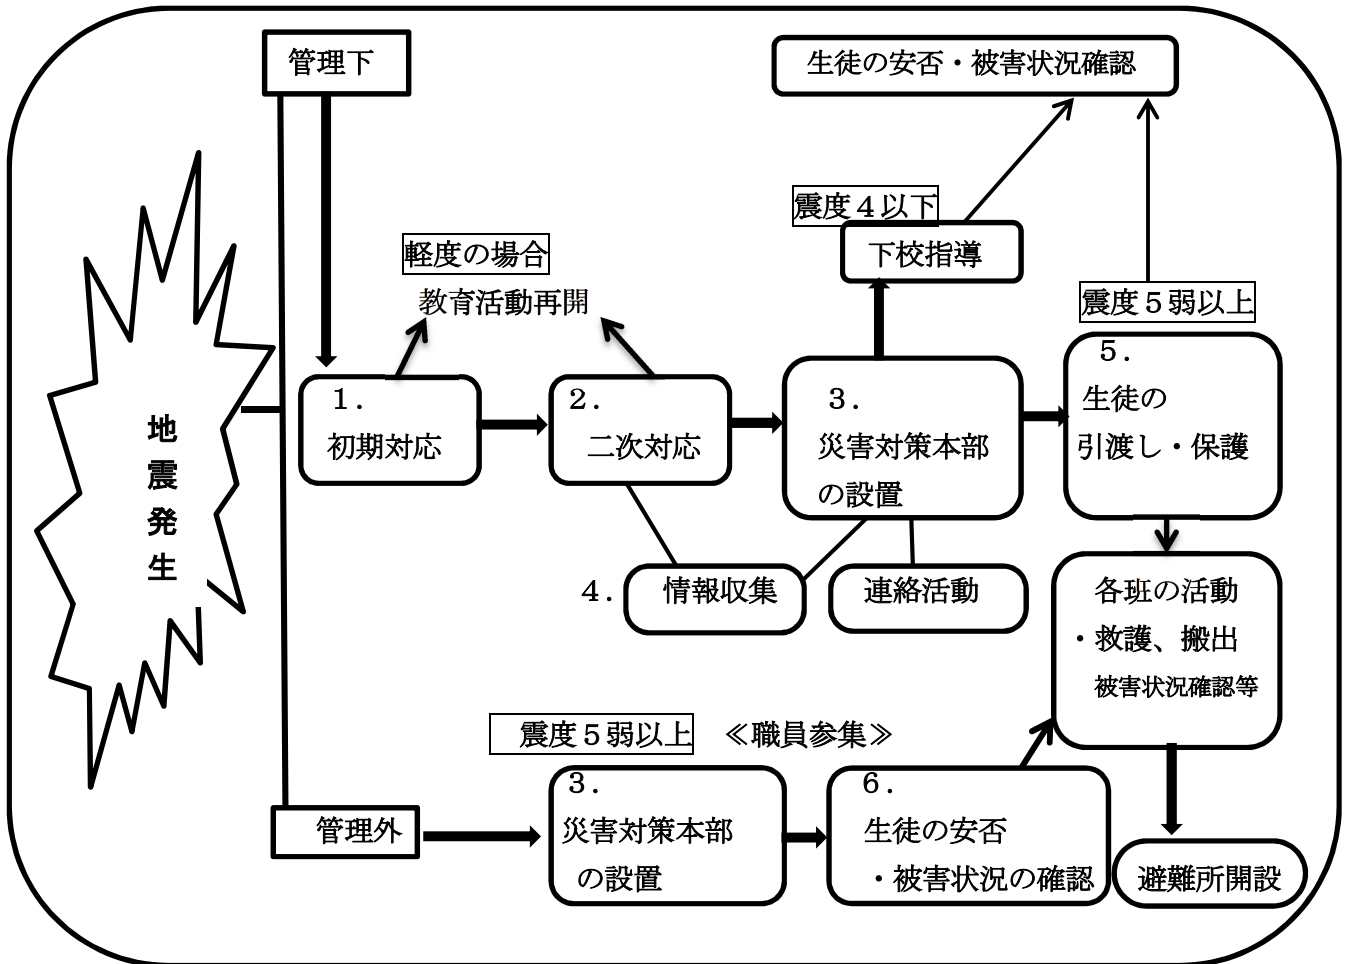 管理下
生徒の安否・被害状況確認
震度４以下
下校指導
軽度の場合
教育活動再開
震度５弱以上
地震発生
１．
初期対応
２．
二次対応
３．
災害対策本部
の設置
５．
生徒の
引渡し・保護
４．
情報収集
連絡活動
各班の活動
・救護、搬出
被害状況確認等
震度５弱以上 ≪職員参集≫
管理外
３．
災害対策本部
の設置
６．
生徒の安否
・被害状況の確認
避難所開設